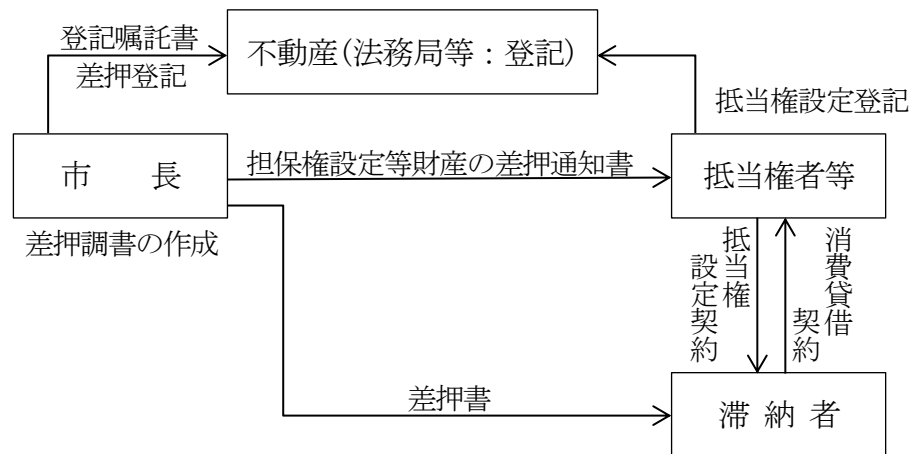 登記嘱託書
差押登記
不動産(法務局等：登記)
抵当権設定登記
市　長
担保権設定等財産の差押通知書
抵当権者等
差押調書の作成
抵当権
設定契約
消費貸借
契約
差押書
滞 納 者